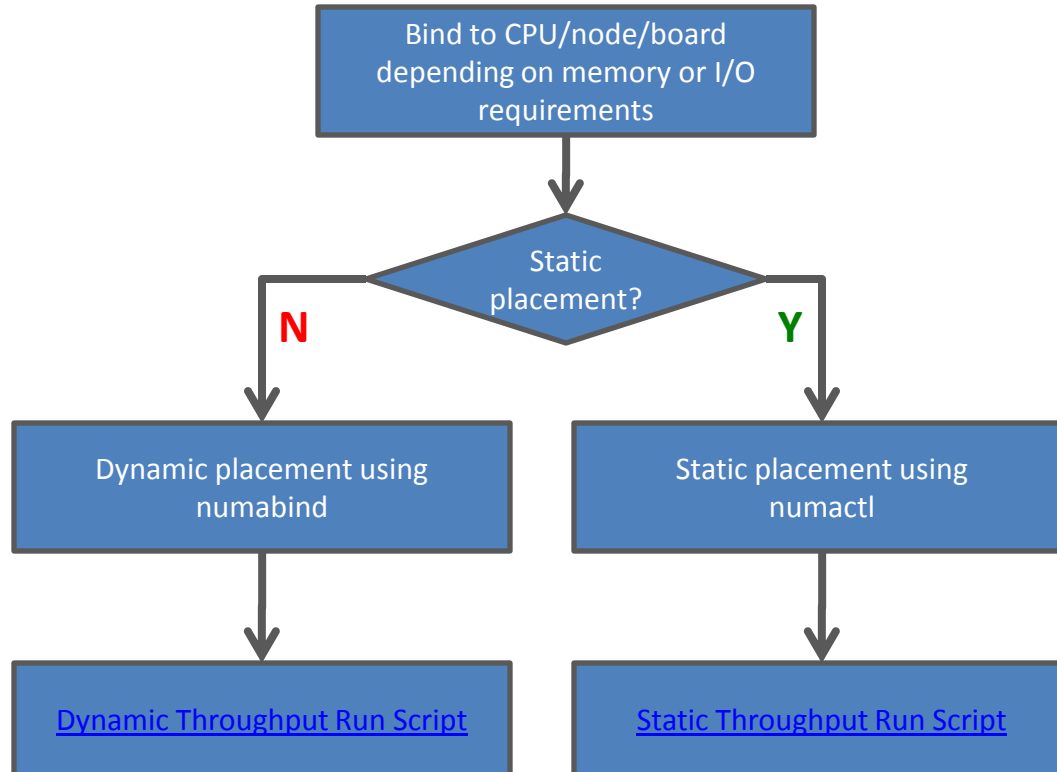 Bind to CPU/node/board
depending on memory or I/O
requirements
Static
placement?
N
Y
Dynamic placement using
numabind
Static placement using
numactl
Dynamic Throughput Run Script
Static Throughput Run Script